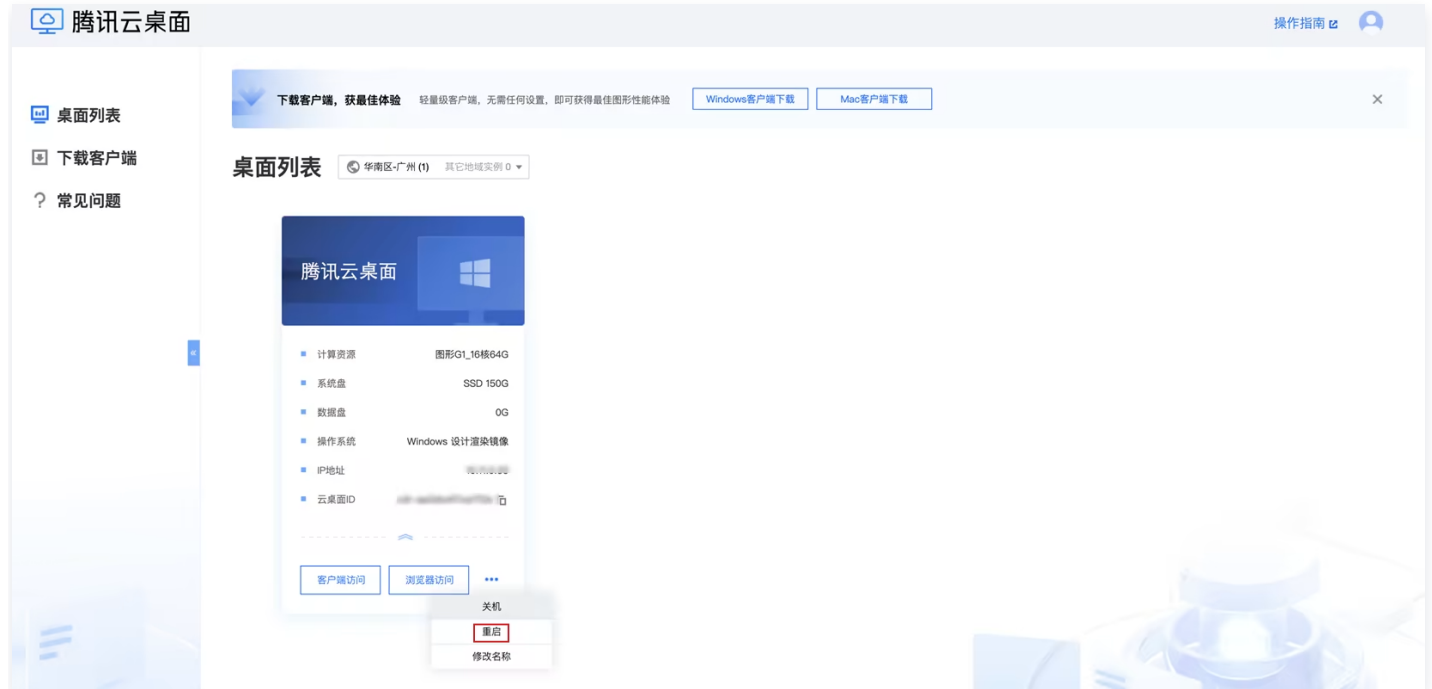 腾讯云桌面
操作指南
桌面列表
下载客户端
常见问题
下载客户端，获最佳体验 轻量级客户端，无需任何设置，即可获得最佳图形性能体验 Windows客户端下载 Mac客户端下载
桌面列表 华南区-广州 (1) 其它地域实例 0
腾讯云桌面
计算资源 图形G1_16核64G
系统盘 SSD 150G
数据盘 0G
操作系统 Windows 设计渲染镜像
IP地址
云桌面ID
客户端访问 浏览器访问
关机
重启
修改名称